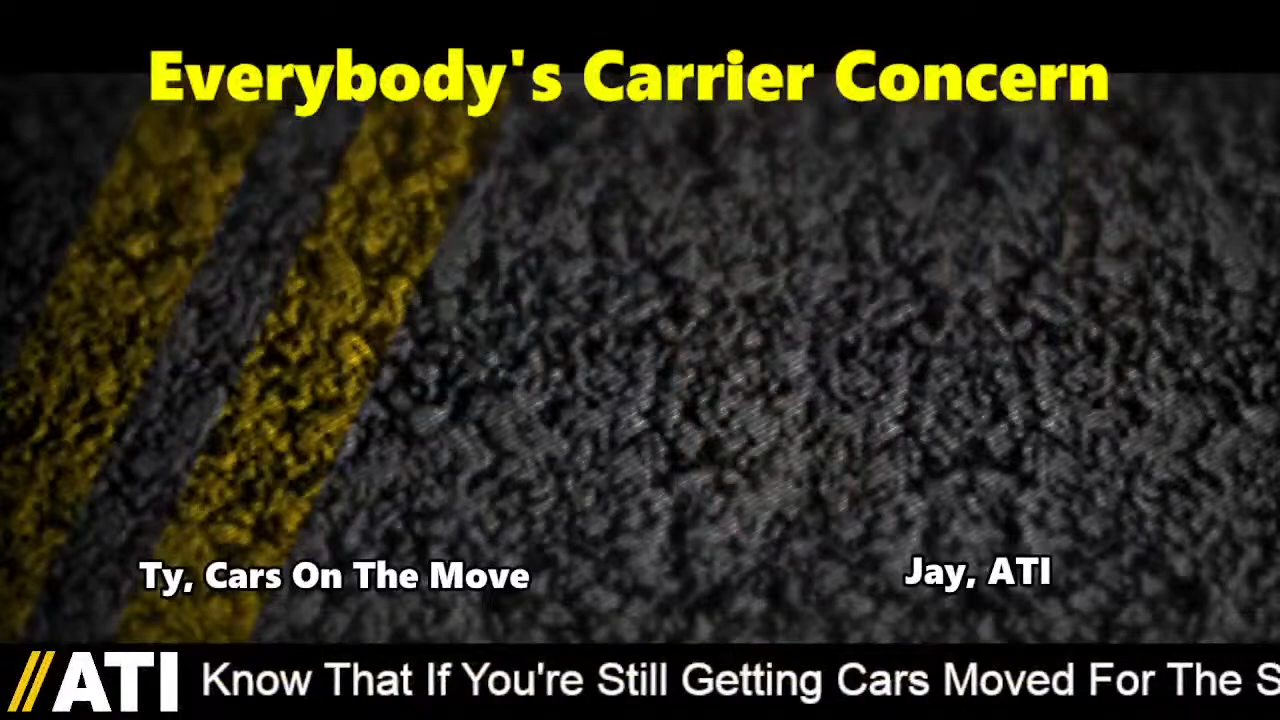 Everybody's Carrier Concern
Ty, Cars On The Move
Jay, ATI
//ATI
Know That If You're Still Getting Cars Moved For The S